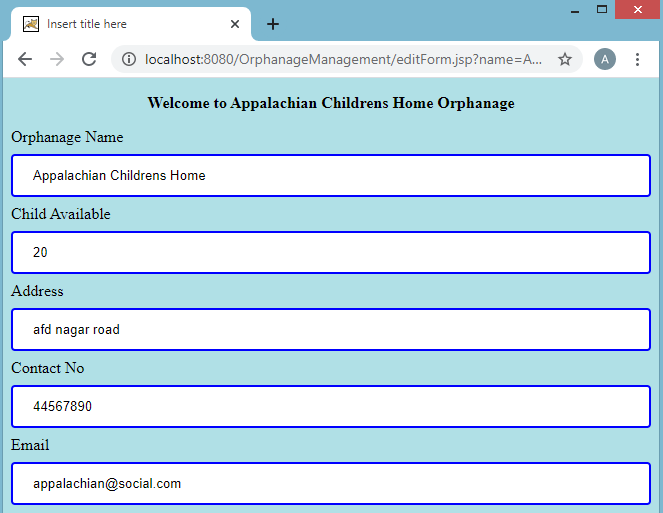 Insert title here
localhost:8080/OrphanageManagement/editForm.jsp?name=A...
A
Welcome to Appalachian Childrens Home Orphanage
Orphanage Name
Appalachian Childrens Home
Child Available
20
Address
afd nagar road
Contact No
44567890
Email
appalachian@social.com